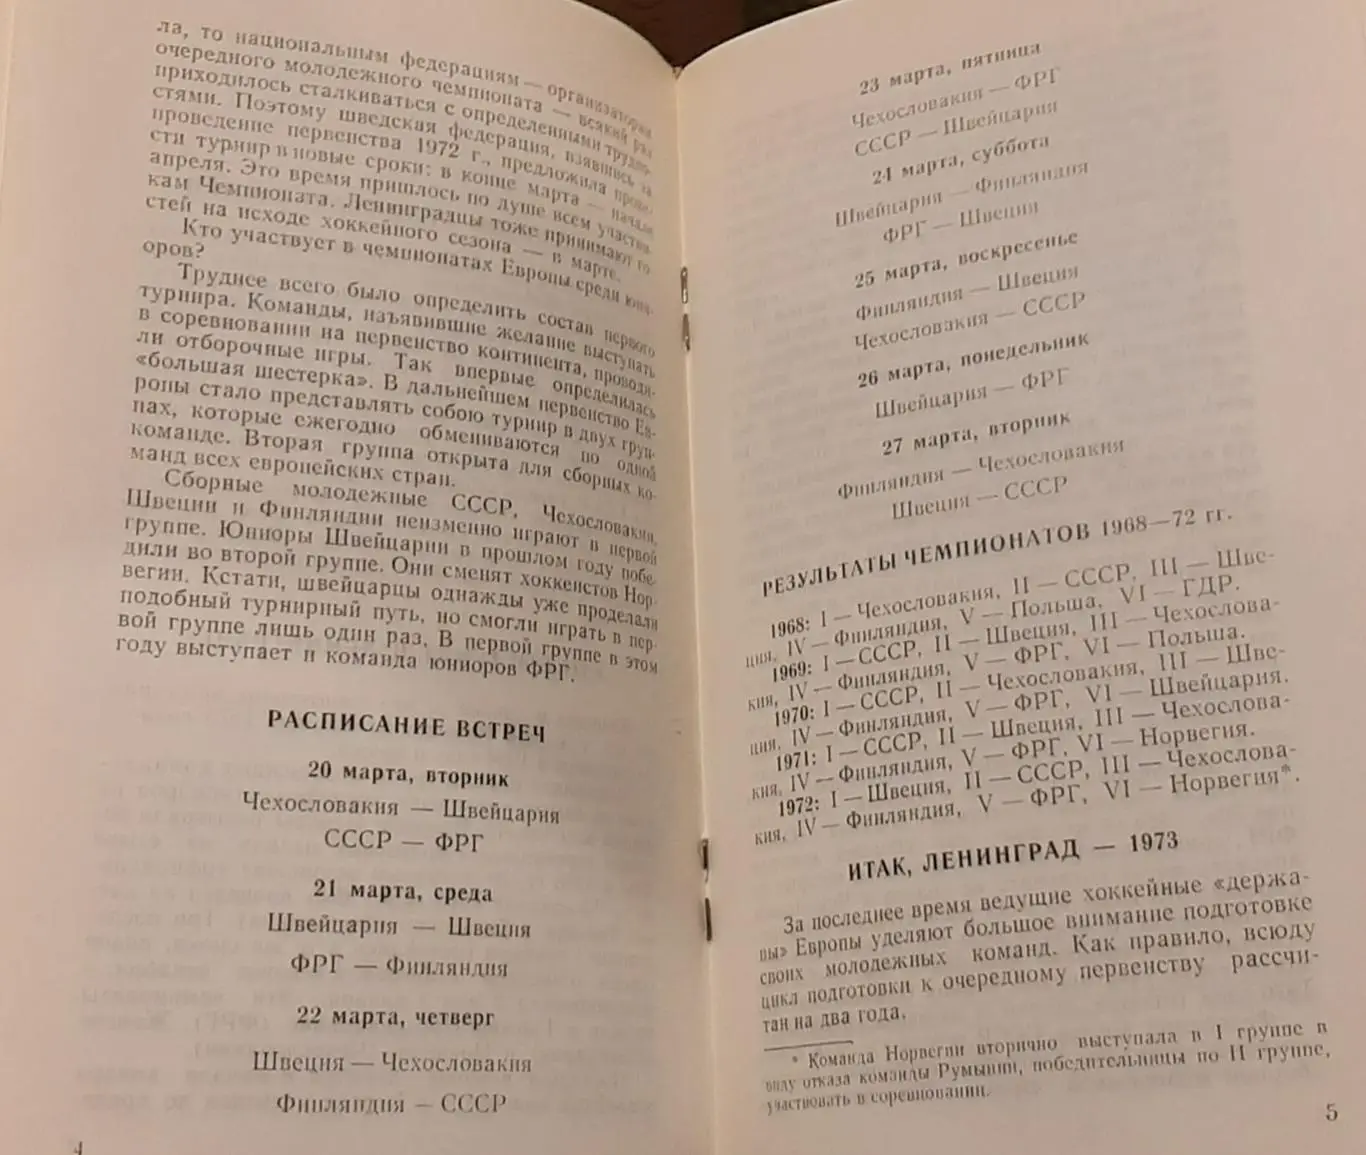 ла, то национальным федерациям — организаторам
очередного молодежного чемпионата — всякий раз
приходилось сталкиваться с определенными трудно-
стями. Поэтому шведская федерация, взявшись за
проведение первенства 1972 г., предложила прове-
сти турнир в новые сроки: в конце марта — начале
апреля. Это время пришлось по душе всем участни-
кам Чемпионата. Ленинградцы тоже принимают го-
стей на исходе хоккейного сезона — в марте.
Кто участвует в чемпионатах Европы среди юни-
оров?
Труднее всего было определить состав первого
турнира. Команды, изъявившие желание выступать
в соревновании на первенство континента, проводи-
ли отборочные игры. Так впервые определилась
«большая шестерка». В дальнейшем первенство Ев-
ропы стало представлять собою турнир в двух груп-
пах, которые ежегодно обмениваются по одной
команде. Вторая группа открыта для сборных ко-
манд всех европейских стран.
Сборные молодежные СССР, Чехословакии,
Швеции и Финляндии неизменно играют в первой
группе. Юниоры Швейцарии в прошлом году побе-
дили во второй группе. Они сменят хоккеистов Нор-
вегии. Кстати, швейцарцы однажды уже проделали
подобный турнирный путь, но смогли играть в пер-
вой группе лишь один раз. В первой группе в этом
году выступает и команда юниоров ФРГ.
РАСПИСАНИЕ ВСТРЕЧ
20 марта, вторник
Чехословакия — Швейцария
СССР — ФРГ
21 марта, среда
Швейцария — Швеция
ФРГ — Финляндия
22 марта, четверг
Швеция — Чехословакия
Финляндия — СССР
4
23 марта, пятница
Чехословакия — ФРГ
СССР — Швейцария
24 марта, суббота
Швейцария — Финляндия
ФРГ — Швеция
25 марта, воскресенье
Финляндия — Швеция
Чехословакия — СССР
26 марта, понедельник
Швейцария — ФРГ
27 марта, вторник
Финляндия — Чехословакия
Швеция — СССР
РЕЗУЛЬТАТЫ ЧЕМПИОНАТОВ 1968—72 гг.
1968: I — Чехословакия, II — СССР, III — Шве-
ция, IV — Финляндия, V — Польша, VI — ГДР.
1969: I — СССР, II — Швеция, III — Чехослова-
кия, IV — Финляндия, V — ФРГ, VI — Польша.
1970: I — СССР, II — Чехословакия, III — Шве-
ция, IV — Финляндия, V — ФРГ, VI — Швейцария.
1971: I — СССР, II — Швеция, III — Чехослова-
кия, IV — Финляндия, V — ФРГ, VI — Норвегия.
1972: I — Швеция, II — СССР, III — Чехослова-
кия, IV — Финляндия, V — ФРГ, VI — Норвегия*.
ИТАК, ЛЕНИНГРАД — 1973
За последнее время ведущие хоккейные «держа-
вы» Европы уделяют большое внимание подготовке
своих молодежных команд. Как правило, всюду
цикл подготовки к очередному первенству рассчи-
тан на два года.
* Команда Норвегии вторично выступала в I группе в
виду отказа команды Румынии, победительницы по II группе,
участвовать в соревновании.
5